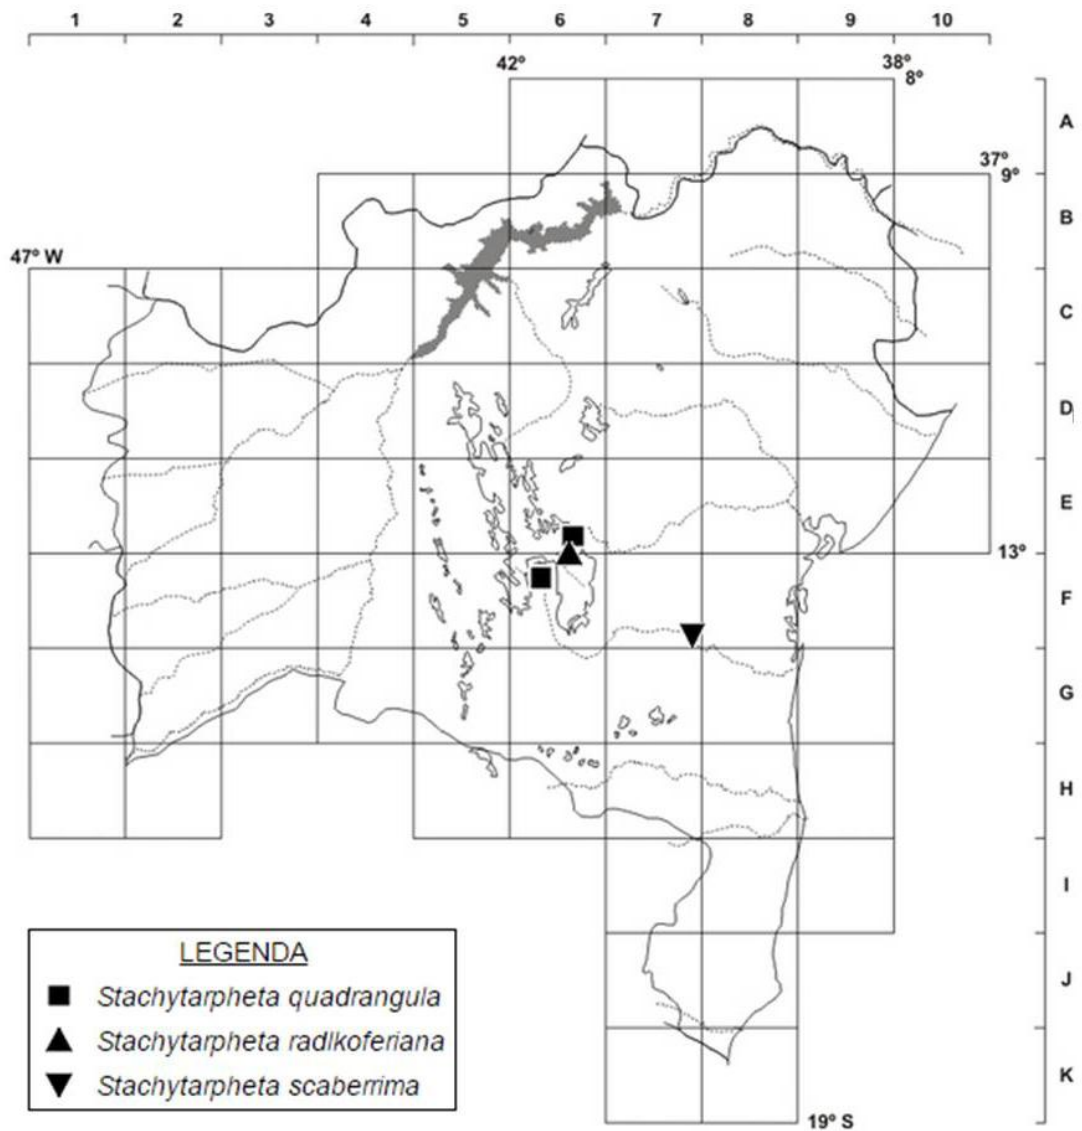 1 2 3 4 5 6 7 8 9 10
42º 38º
8º
A
37º
9º
B
47º W
C
D
E
13º
F
G
H
I
LEGENDA
Stachytarpheta quadrangula
J
Stachytarpheta radlkoferiana
Stachytarpheta scaberrima
K
19º S